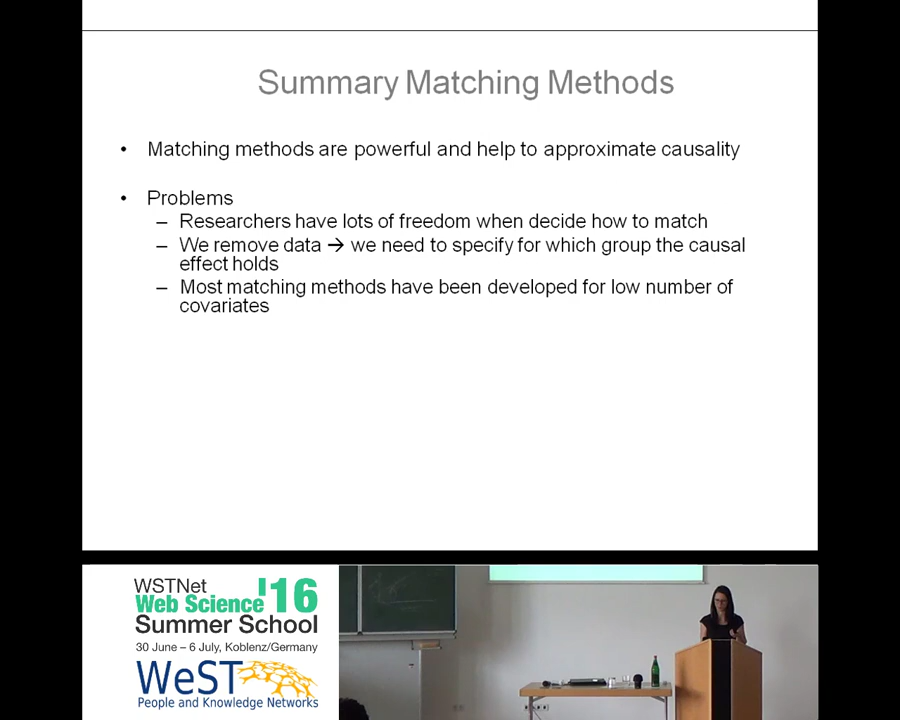 Summary Matching Methods
• Matching methods are powerful and help to approximate causality
• Problems
– Researchers have lots of freedom when decide how to match
– We remove data → we need to specify for which group the causal
effect holds
– Most matching methods have been developed for low number of
covariates
WSTNet
Web Science '16
Summer School
30 June – 6 July, Koblenz/Germany
WeST
People and Knowledge Networks